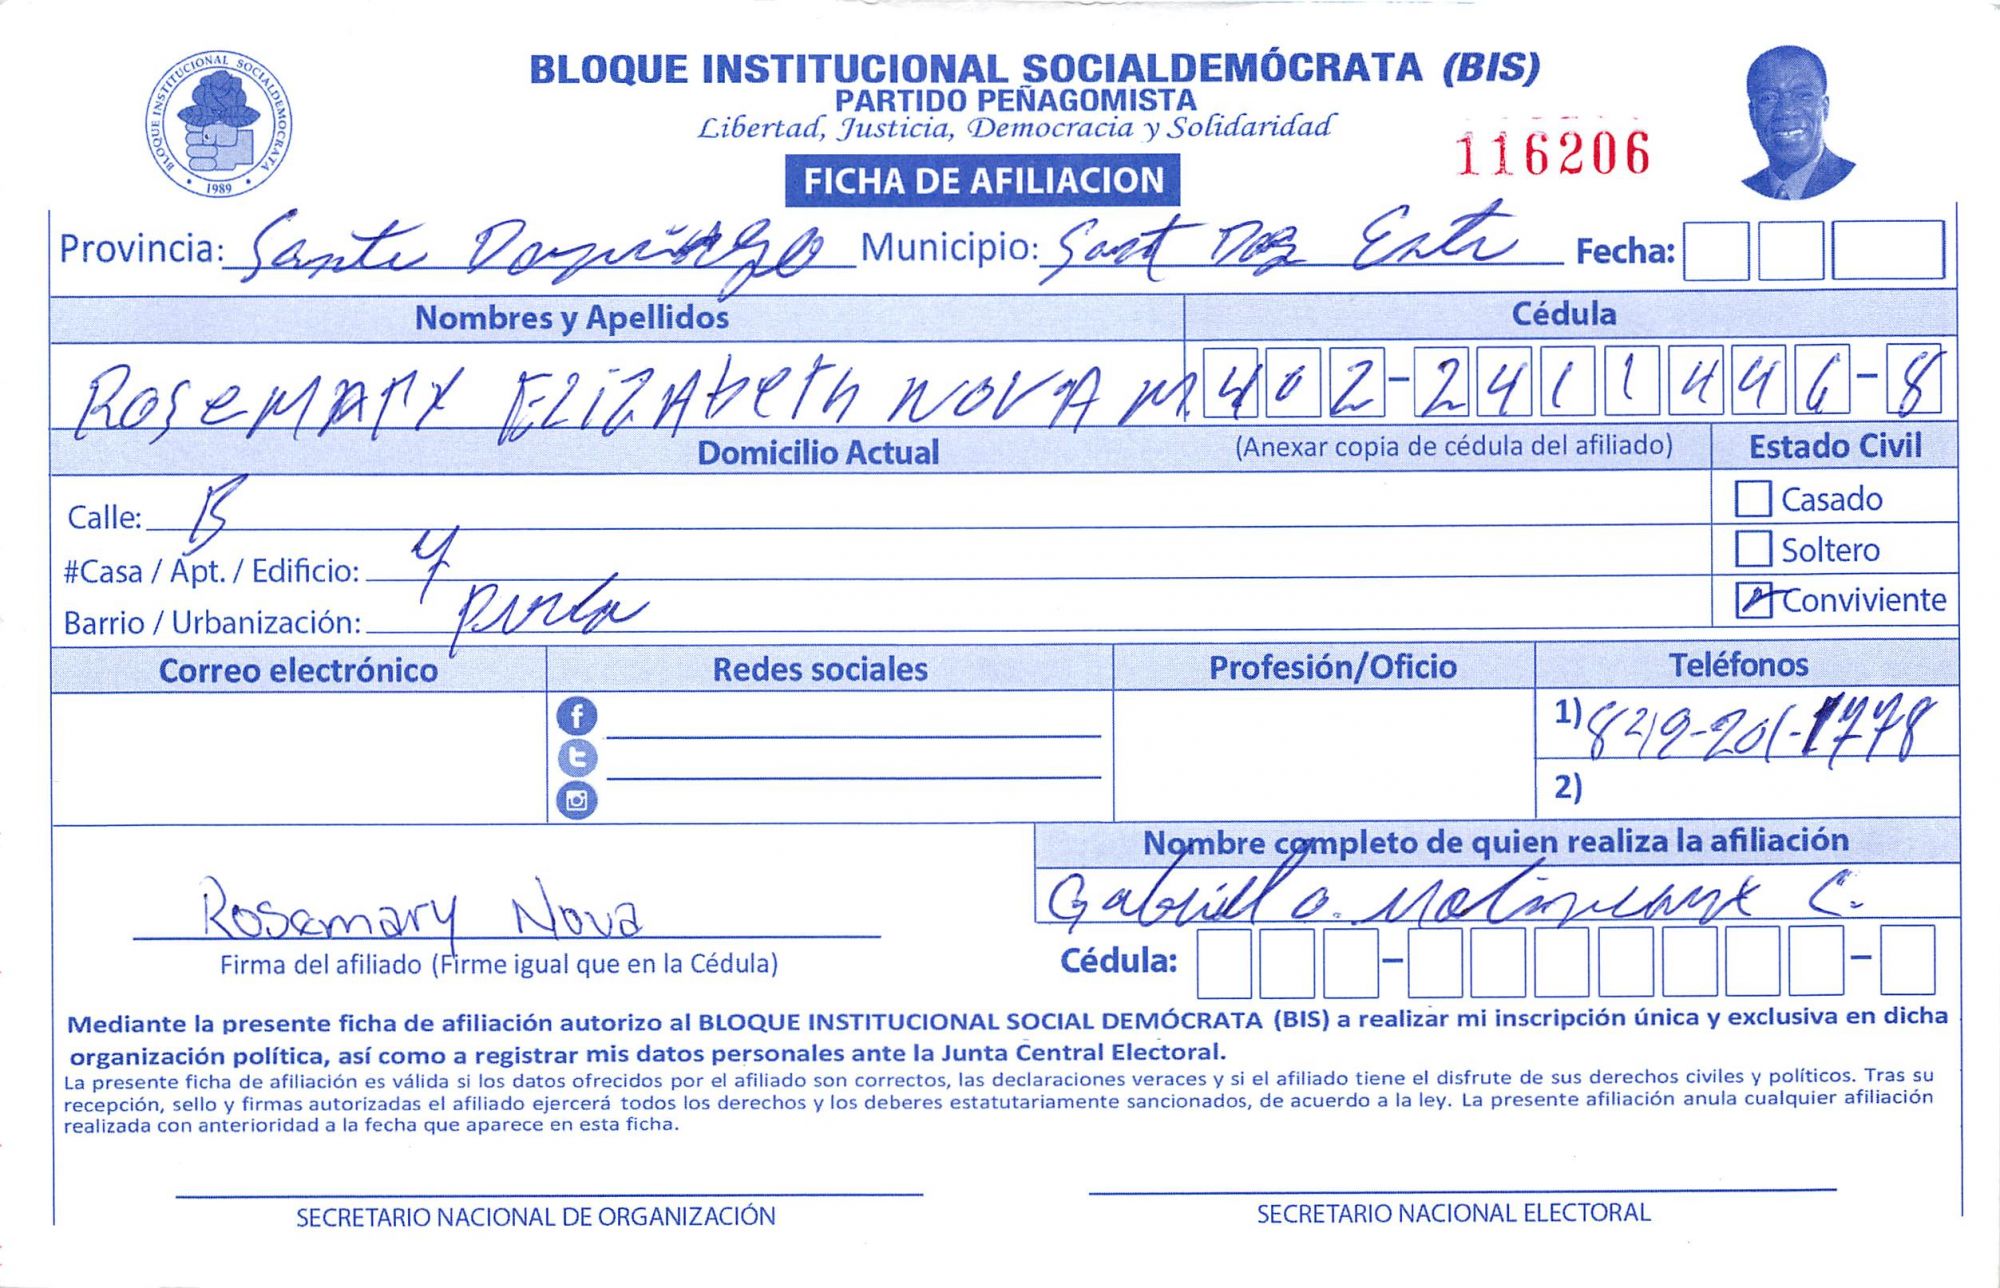 BLOQUE INSTITUCIONAL SOCIALDEMÓCRATA (BIS)
PARTIDO PEÑAGOMISTA
Libertad, Justicia, Democracia y Solidaridad
BLOQUE INSTITUCIONAL SOCIALDEMOCRATA
• 1989 •
116206
FICHA DE AFILIACION
Provincia: Santo Domingo Municipio: Sant Dog Este Fecha:
Nombres y Apellidos Cédula
RoseMARY ELIZAbeth NOVA M. 402-2411446-8
Domicilio Actual (Anexar copia de cédula del afiliado) Estado Civil
Calle: B Casado
#Casa / Apt. / Edificio: 4 Soltero
Barrio / Urbanización: Conviviente
Correo electrónico Redes sociales Profesión/Oficio Teléfonos
1) 849-201-1778
2)
Nombre completo de quien realiza la afiliación
Rosemary Nova C.
Firma del afiliado (Firme igual que en la Cédula) Cédula: - -
Mediante la presente ficha de afiliación autorizo al BLOQUE INSTITUCIONAL SOCIAL DEMÓCRATA (BIS) a realizar mi inscripción única y exclusiva en dicha
organización política, así como a registrar mis datos personales ante la Junta Central Electoral.
La presente ficha de afiliación es válida si los datos ofrecidos por el afiliado son correctos, las declaraciones veraces y si el afiliado tiene el disfrute de sus derechos civiles y políticos. Tras su
recepción, sello y firmas autorizadas el afiliado ejercerá todos los derechos y los deberes estatutariamente sancionados, de acuerdo a la ley. La presente afiliación anula cualquier afiliación
realizada con anterioridad a la fecha que aparece en esta ficha.
SECRETARIO NACIONAL DE ORGANIZACIÓN SECRETARIO NACIONAL ELECTORAL